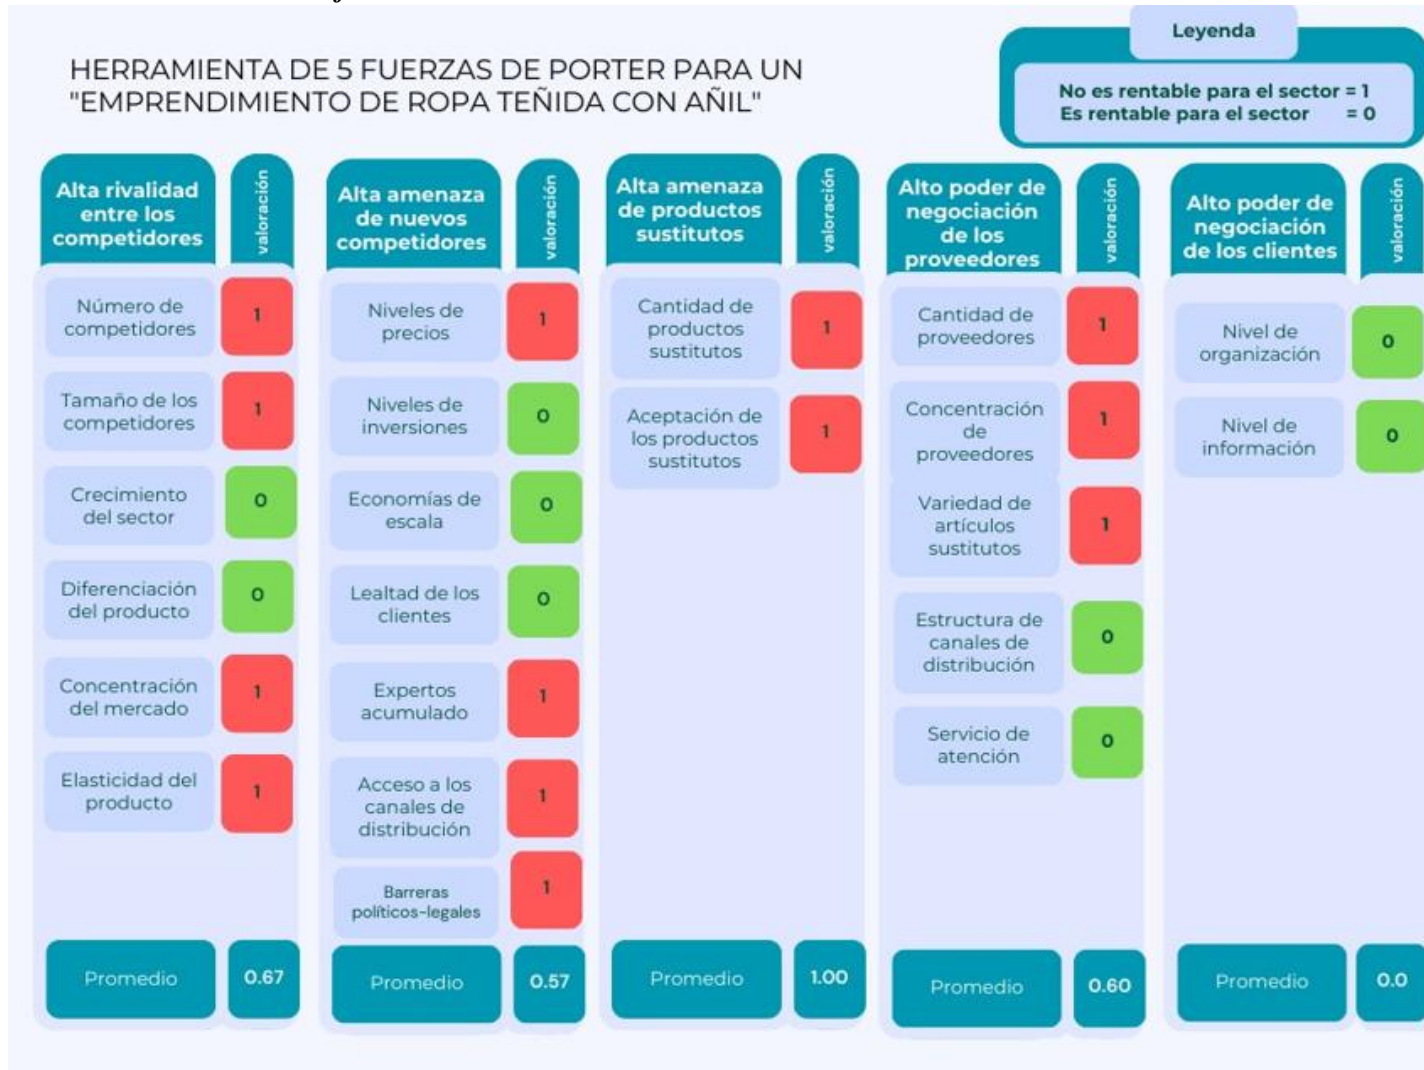 HERRAMIENTA DE 5 FUERZAS DE PORTER PARA UN
"EMPRENDIMIENTO DE ROPA TEÑIDA CON AÑIL"
Leyenda
No es rentable para el sector = 1
Es rentable para el sector = 0
Alta rivalidad
entre los
competidores
valoración
Número de
competidores
1
Tamaño de los
competidores
1
Crecimiento
del sector
0
Diferenciación
del producto
0
Concentración
del mercado
1
Elasticidad del
producto
1
Promedio
0.67
Alta amenaza
de nuevos
competidores
valoración
Niveles de
precios
1
Niveles de
inversiones
0
Economías de
escala
0
Lealtad de los
clientes
0
Expertos
acumulado
1
Acceso a los
canales de
distribución
1
Barreras
políticos-legales
1
Promedio
0.57
Alta amenaza
de productos
sustitutos
valoración
Cantidad de
productos
sustitutos
1
Aceptación de
los productos
sustitutos
1
Promedio
1.00
Alto poder de
negociación
de los
proveedores
valoración
Cantidad de
proveedores
1
Concentración
de
proveedores
1
Variedad de
artículos
sustitutos
1
Estructura de
canales de
distribución
0
Servicio de
atención
0
Promedio
0.60
Alto poder de
negociación
de los clientes
valoración
Nivel de
organización
0
Nivel de
información
0
Promedio
0.0